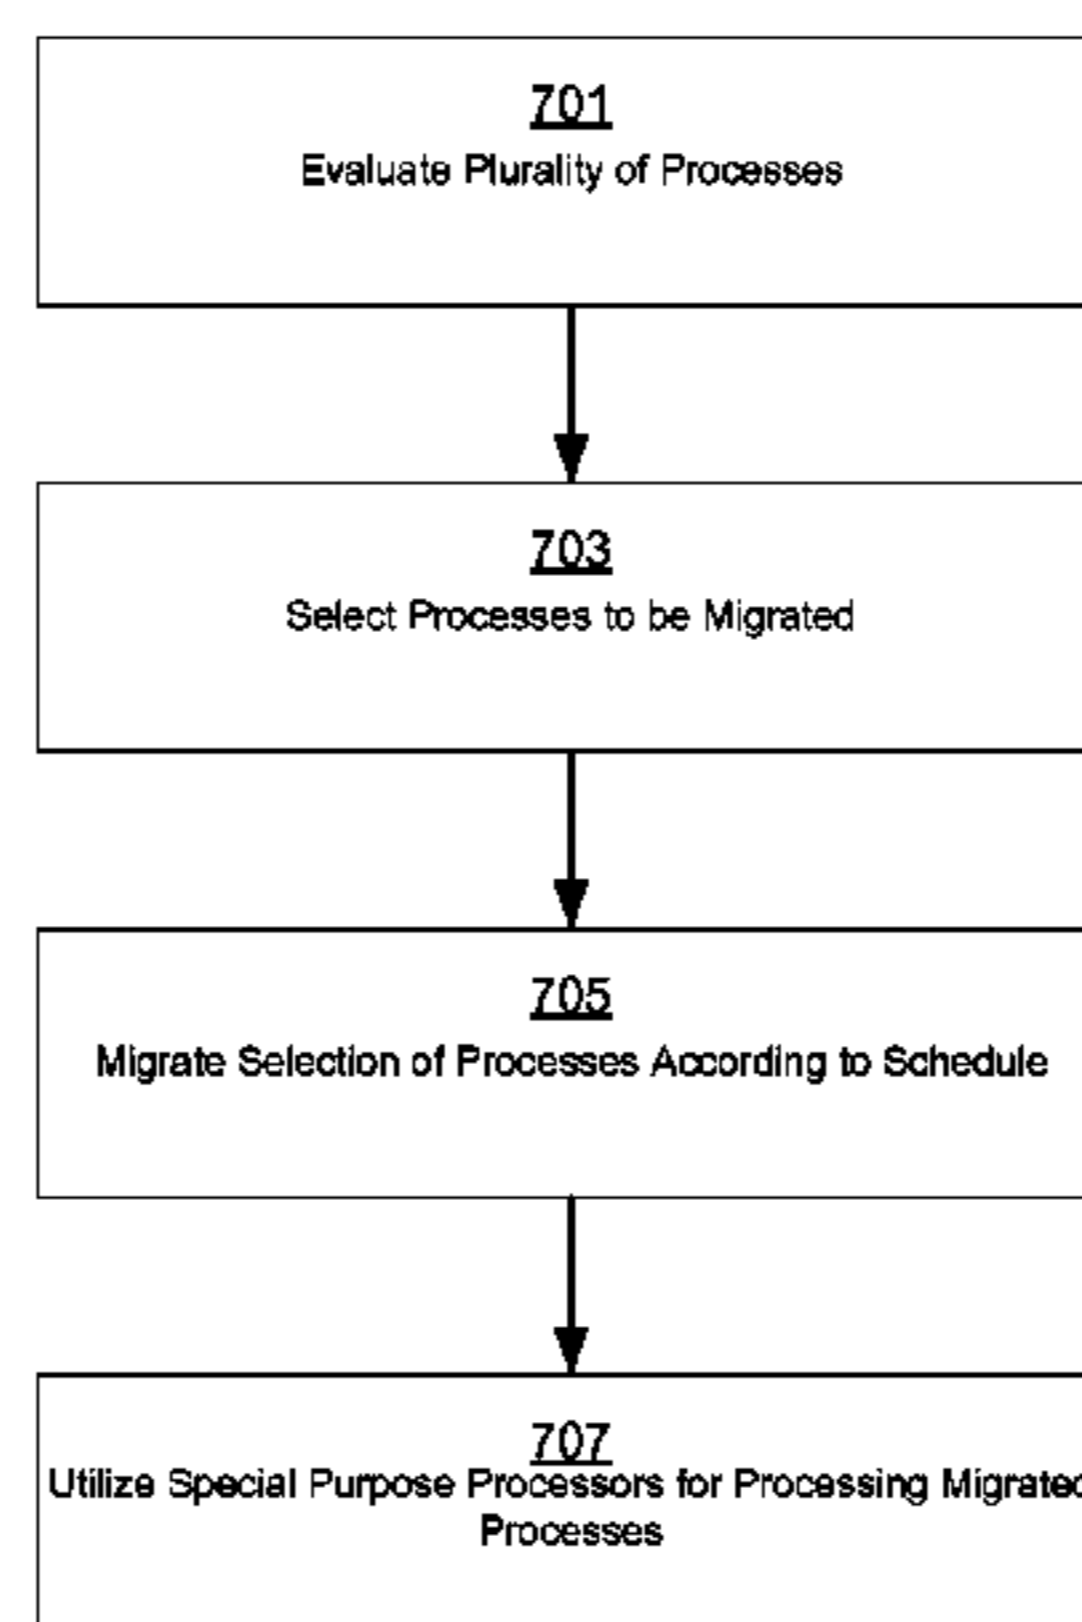 701
Evaluate Plurality of Processes
703
Select Processes to be Migrated
705
Migrate Selection of Processes According to Schedule
707
Utilize Special Purpose Processors for Processing Migrated
Processes